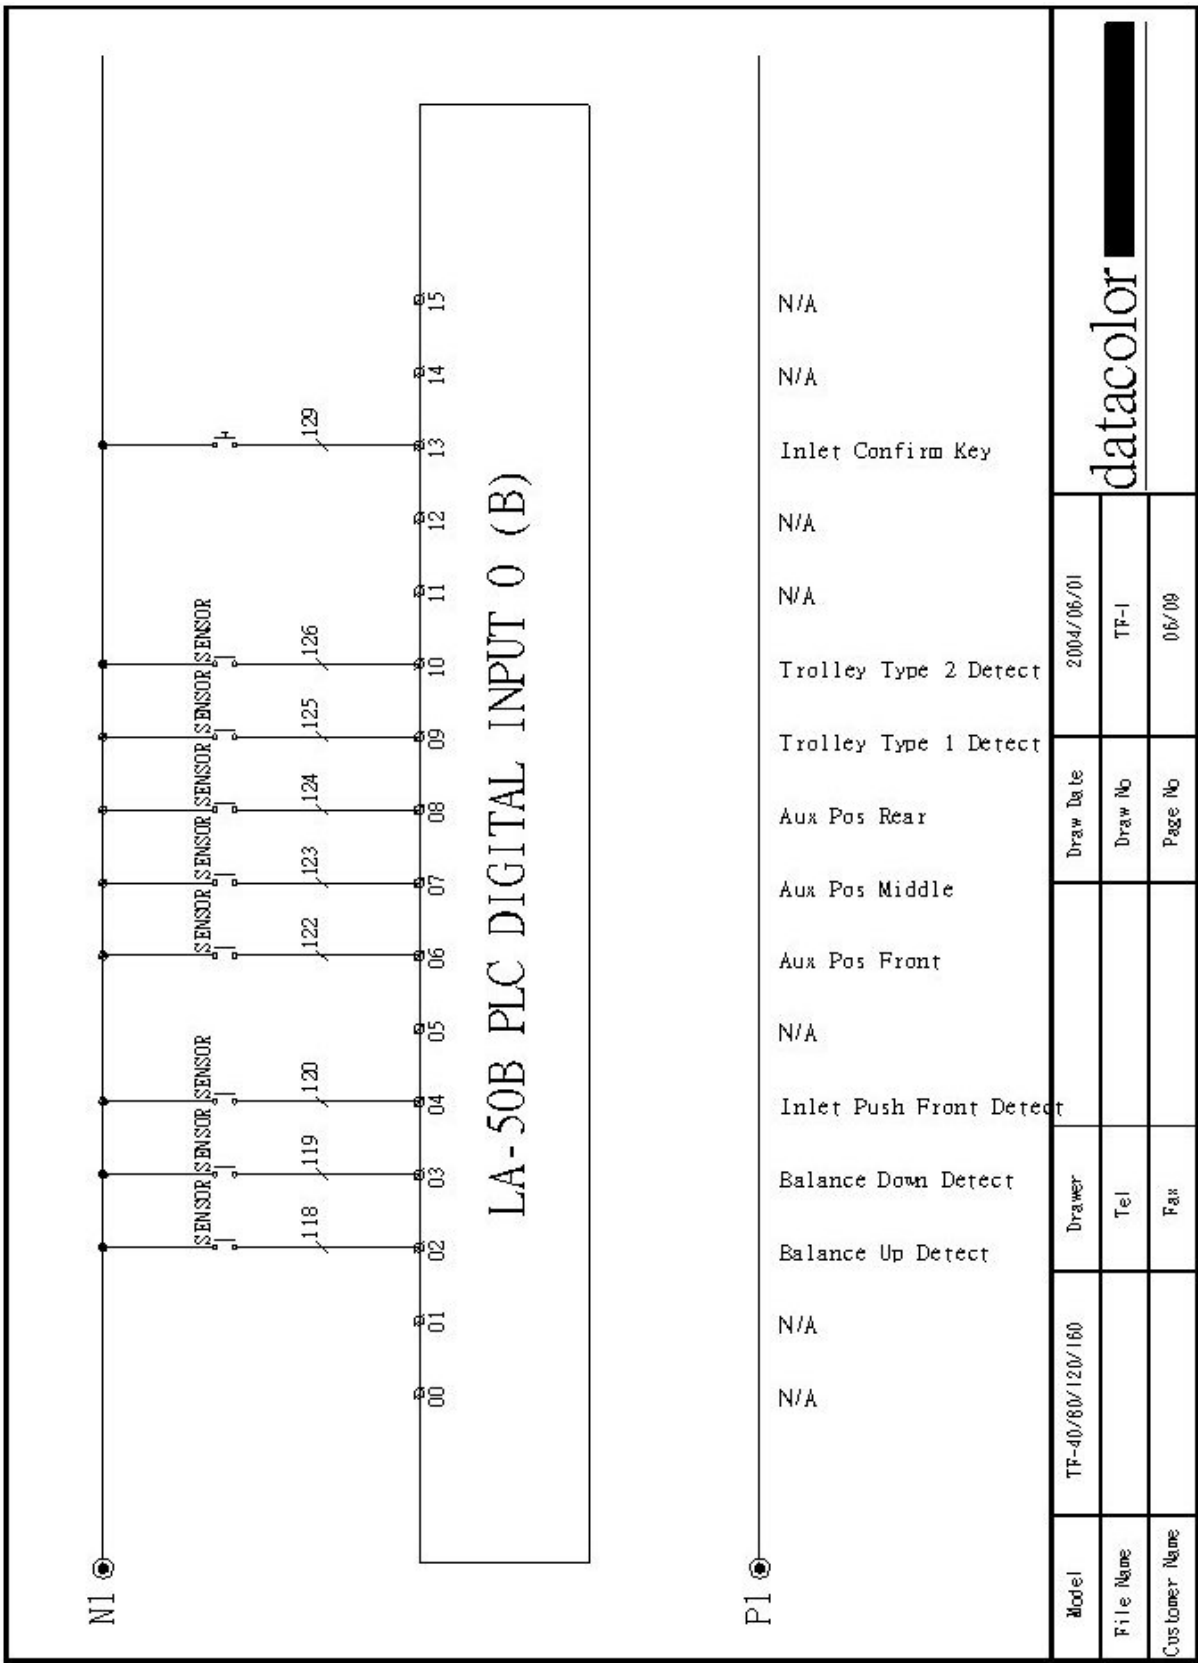 N1
SENSOR
SENSOR
SENSOR
SENSOR
SENSOR
SENSOR
SENSOR
SENSOR
118
119
120
122
123
124
125
126
129
00
01
02
03
04
05
06
07
08
09
10
11
12
13
14
15
LA-50B PLC DIGITAL INPUT 0 (B)
P1
N/A
N/A
Inlet Confirm Key
N/A
N/A
Trolley Type 2 Detect
Trolley Type 1 Detect
Aux Pos Rear
Aux Pos Middle
Aux Pos Front
N/A
Inlet Push Front Detect
Balance Down Detect
Balance Up Detect
N/A
N/A
Model
TF-40/80/120/160
Drawer
Draw Date
2004/06/01
File Name
Tel
Draw No
TF-1
Customer Name
Fax
Page No
06/09
datacolor